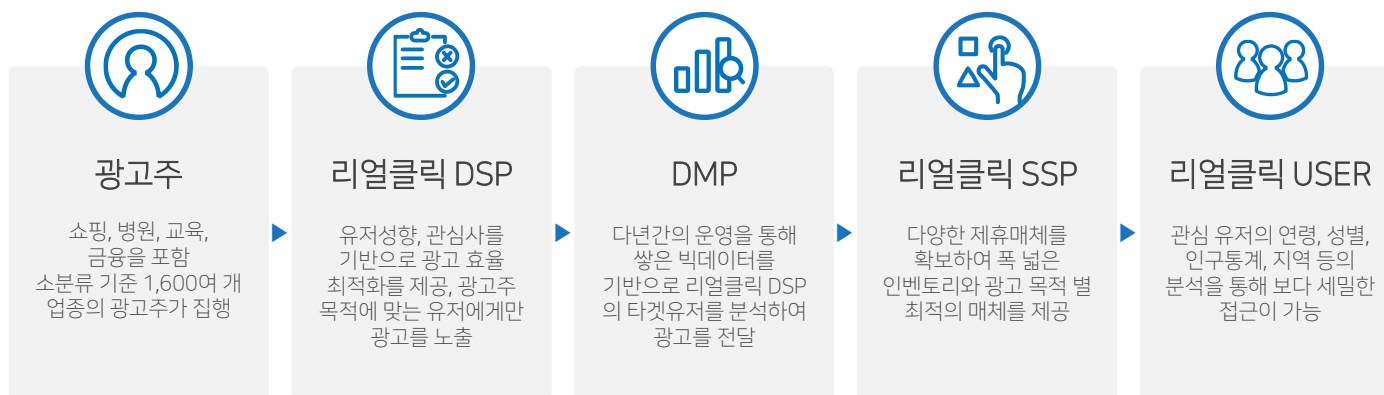 광고주
쇼핑, 병원, 교육,
금융을 포함
소분류 기준 1,600여 개
업종의 광고주가 집행
리얼클릭 DSP
유저성향, 관심사를
기반으로 광고 효율
최적화를 제공, 광고주
목적에 맞는 유저에게만
광고를 노출
DMP
다년간의 운영을 통해
쌓은 빅데이터를
기반으로 리얼클릭 DSP
의 타겟유저를 분석하여
광고를 전달
리얼클릭 SSP
다양한 제휴매체를
확보하여 폭 넓은
인벤토리와 광고 목적 별
최적의 매체를 제공
리얼클릭 USER
관심 유저의 연령, 성별,
인구통계, 지역 등의
분석을 통해 보다 세밀한
접근이 가능